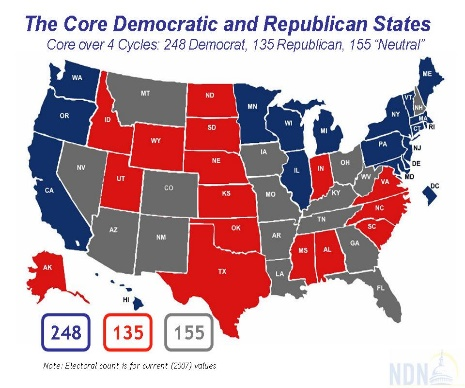 The Core Democratic and Republican States
Core over 4 Cycles: 248 Democrat, 135 Republican, 155 “Neutral”
WA
OR
CA
ID
NV
MT
WY
UT
AZ
CO
NM
ND
SD
NE
KS
OK
TX
MN
IA
MO
AR
LA
WI
IL
MI
IN
OH
KY
TN
MS
AL
GA
FL
SC
NC
VA
WV
PA
NY
VT
NH
ME
MA
CT
RI
NJ
DE
MD
DC
AK
HI
248
135
155
Note: Electoral count is for current (2007) values
NDN